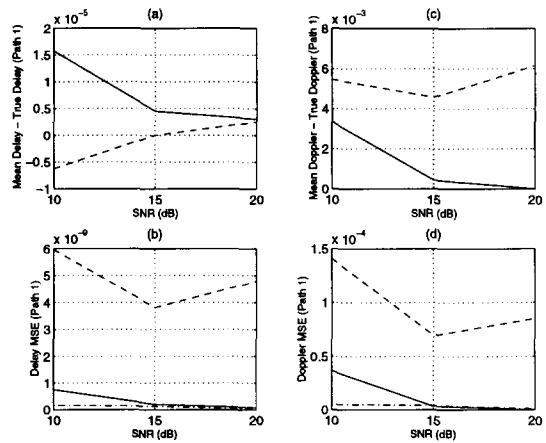 (a)
x 10^-5
Mean Delay – True Delay (Path 1)
2
1.5
1
0.5
0
-0.5
-1
10 15 20
SNR (dB)
(c)
x 10^-3
Mean Doppler – True Doppler (Path 1)
8
6
4
2
0
10 15 20
SNR (dB)
(b)
x 10^-9
Delay MSE (Path 1)
6
5
4
3
2
1
0
10 15 20
SNR (dB)
(d)
x 10^-4
Doppler MSE (Path 1)
1.5
1
0.5
0
10 15 20
SNR (dB)